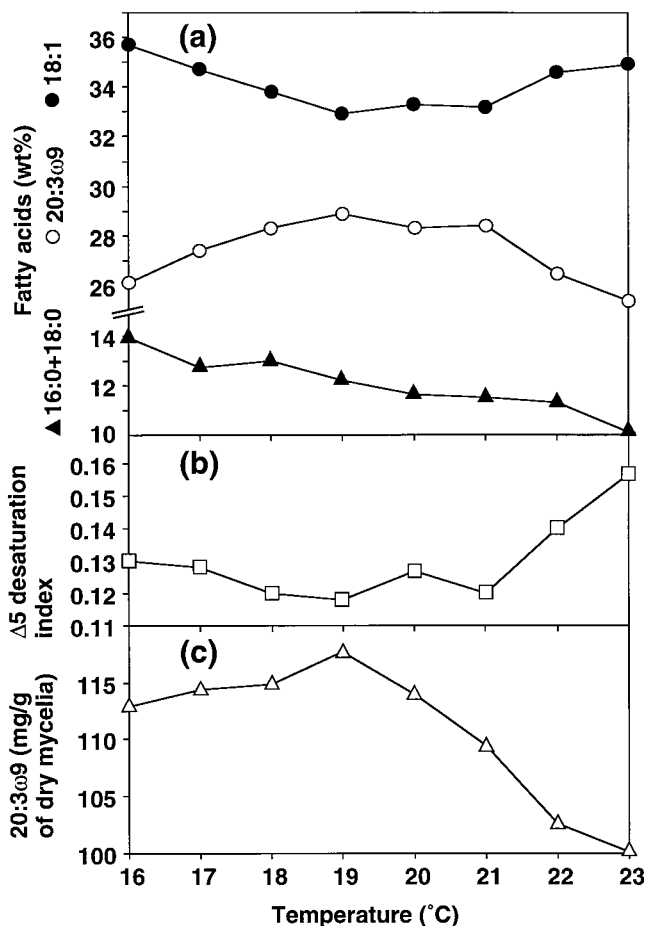 (a)
Fatty acids (wt%)
● 18:1
○ 20:3ω9
▲ 16:0+18:0
36
34
32
30
28
26
14
12
10
(b)
Δ5 desaturation
index
0.16
0.15
0.14
0.13
0.12
0.11
(c)
20:3ω9 (mg/g
of dry mycelia)
115
110
105
100
16 17 18 19 20 21 22 23
Temperature (˚C)